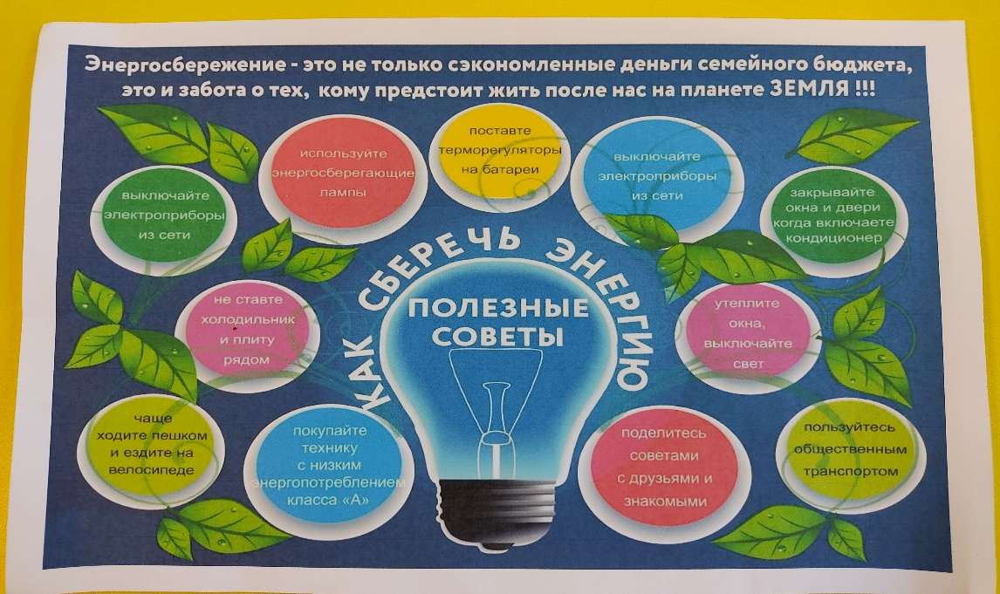 Энергосбережение - это не только сэкономленные деньги семейного бюджета,
это и забота о тех, кому предстоит жить после нас на планете ЗЕМЛЯ !!!
выключайте
электроприборы
из сети
используйте
энергосберегающие
лампы
поставте
терморегуляторы
на батареи
выключайте
электроприборы
из сети
закрывайте
окна и двери
когда включаете
кондиционер
КАК СБЕРЕЧЬ ЭНЕРГИЮ
ПОЛЕЗНЫЕ
СОВЕТЫ
не ставте
холодильник
и плиту
рядом
утеплите
окна,
выключайте
свет
чаще
ходите пешком
и ездите на
велосипеде
покупайте
технику
с низким
энергопотреблением
класса «А»
поделитесь
советами
с друзьями и
знакомыми
пользуйтесь
общественным
транспортом